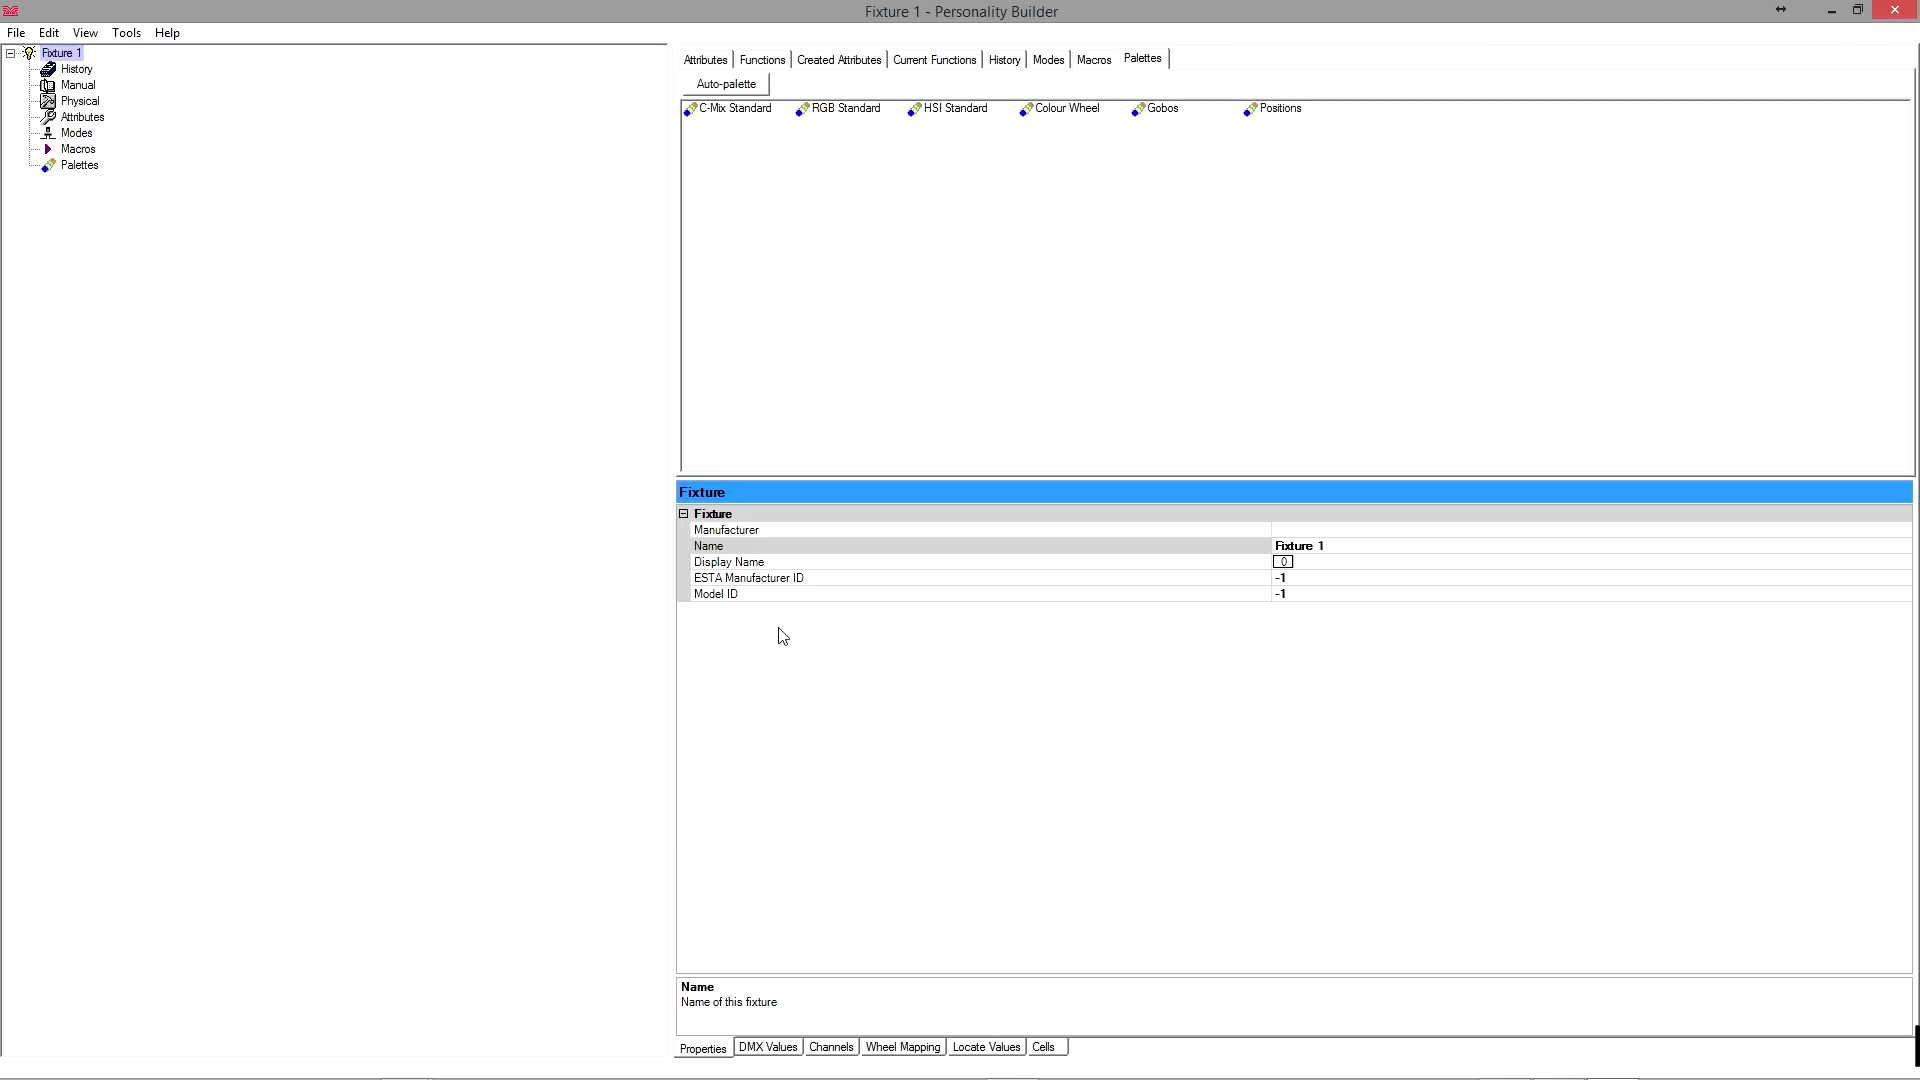 Fixture 1 - Personality Builder
File Edit View Tools Help
Fixture 1
History
Manual
Physical
Attributes
Modes
Macros
Palettes
Attributes Functions Created Attributes Current Functions History Modes Macros Palettes
Auto-palette
C-Mix Standard RGB Standard HSI Standard Colour Wheel Gobos Positions
Fixture
Fixture
Manufacturer
Name Fixture 1
Display Name 0
ESTA Manufacturer ID -1
Model ID -1
Name
Name of this fixture
Properties DMX Values Channels Wheel Mapping Locate Values Cells